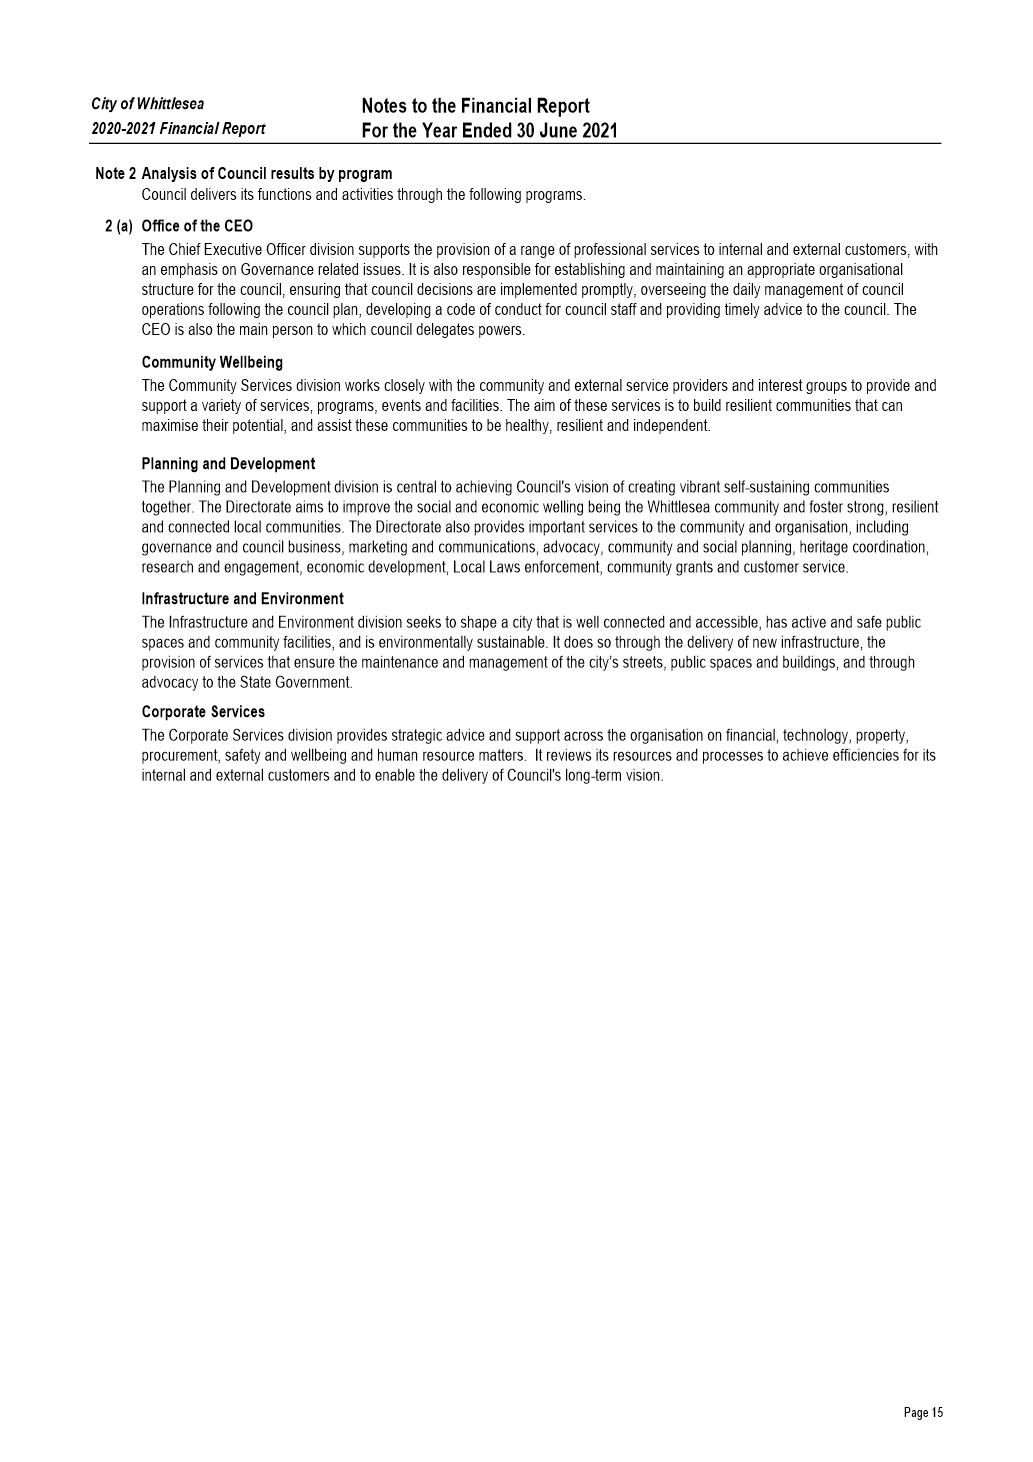 City of Whittlesea
2020-2021 Financial Report
Notes to the Financial Report
For the Year Ended 30 June 2021
Note 2 Analysis of Council results by program
Council delivers its functions and activities through the following programs.
2 (a) Office of the CEO
The Chief Executive Officer division supports the provision of a range of professional services to internal and external customers, with
an emphasis on Governance related issues. It is also responsible for establishing and maintaining an appropriate organisational
structure for the council, ensuring that council decisions are implemented promptly, overseeing the daily management of council
operations following the council plan, developing a code of conduct for council staff and providing timely advice to the council. The
CEO is also the main person to which council delegates powers.
Community Wellbeing
The Community Services division works closely with the community and external service providers and interest groups to provide and
support a variety of services, programs, events and facilities. The aim of these services is to build resilient communities that can
maximise their potential, and assist these communities to be healthy, resilient and independent.
Planning and Development
The Planning and Development division is central to achieving Council's vision of creating vibrant self-sustaining communities
together. The Directorate aims to improve the social and economic welling being the Whittlesea community and foster strong, resilient
and connected local communities. The Directorate also provides important services to the community and organisation, including
governance and council business, marketing and communications, advocacy, community and social planning, heritage coordination,
research and engagement, economic development, Local Laws enforcement, community grants and customer service.
Infrastructure and Environment
The Infrastructure and Environment division seeks to shape a city that is well connected and accessible, has active and safe public
spaces and community facilities, and is environmentally sustainable. It does so through the delivery of new infrastructure, the
provision of services that ensure the maintenance and management of the city’s streets, public spaces and buildings, and through
advocacy to the State Government.
Corporate Services
The Corporate Services division provides strategic advice and support across the organisation on financial, technology, property,
procurement, safety and wellbeing and human resource matters.  It reviews its resources and processes to achieve efficiencies for its
internal and external customers and to enable the delivery of Council's long-term vision.
Page 15